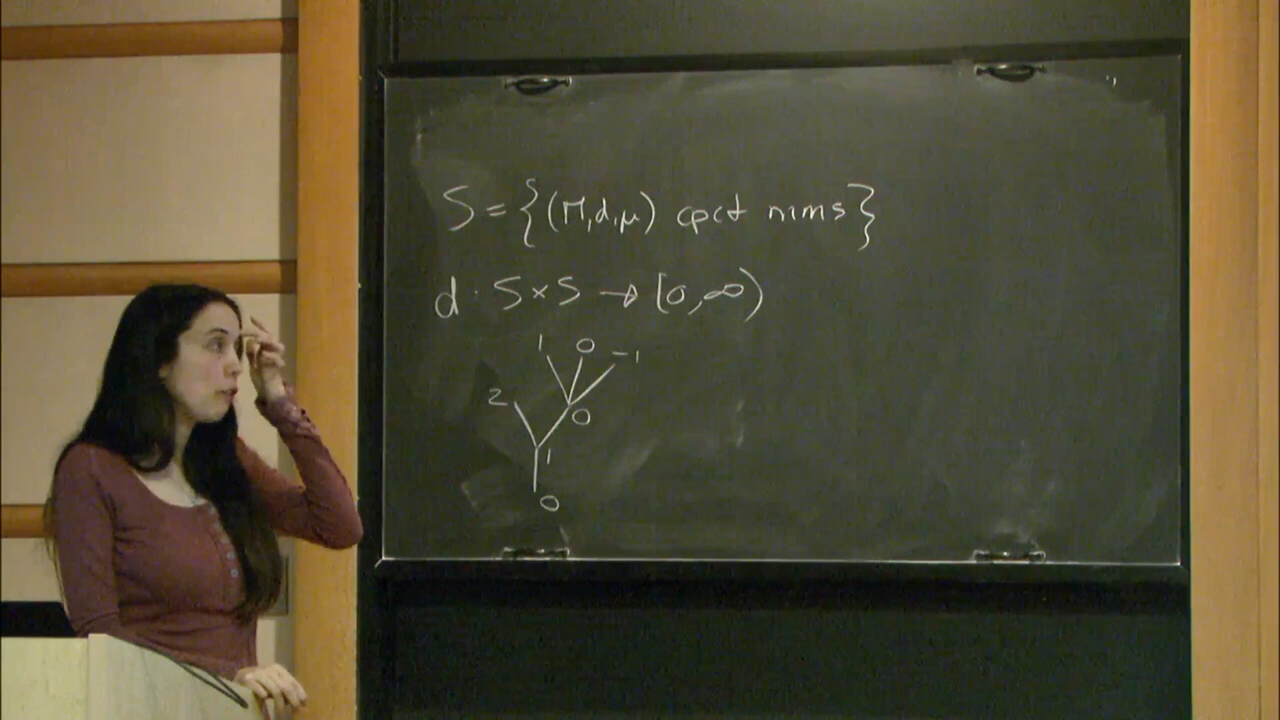 S = {(M,d,μ) cpct mms}
d : S × S → [0,∞)
1 0 -1
2
0
1
0